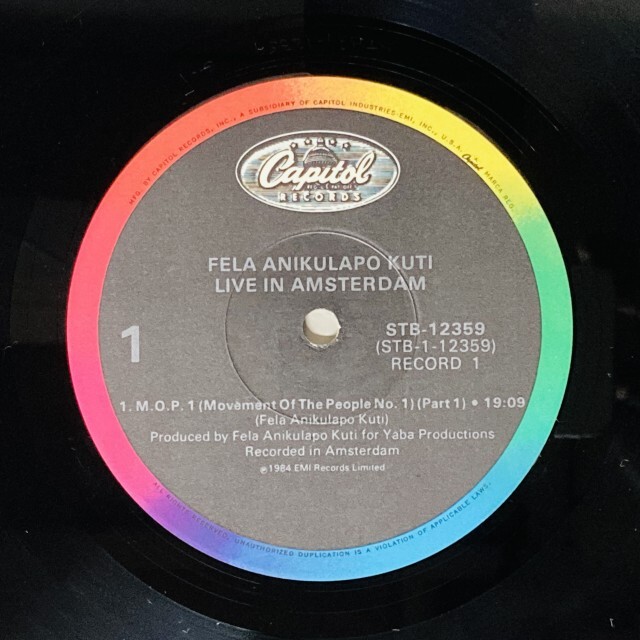 MFG. BY CAPITOL RECORDS, INC., A SUBSIDIARY OF CAPITOL INDUSTRIES-EMI, INC., U.S.A. Capitol MARCA REG.
Capitol
RECORDS
FELA ANIKULAPO KUTI
LIVE IN AMSTERDAM
1
STB-12359
(STB-1-12359)
RECORD 1
1. M.O.P. 1 (Movement Of The People No. 1) (Part 1) • 19:09
(Fela Anikulapo Kuti)
Produced by Fela Anikulapo Kuti for Yaba Productions
Recorded in Amsterdam
℗1984 EMI Records Limited
ALL RIGHTS RESERVED. UNAUTHORIZED DUPLICATION IS A VIOLATION OF APPLICABLE LAWS.